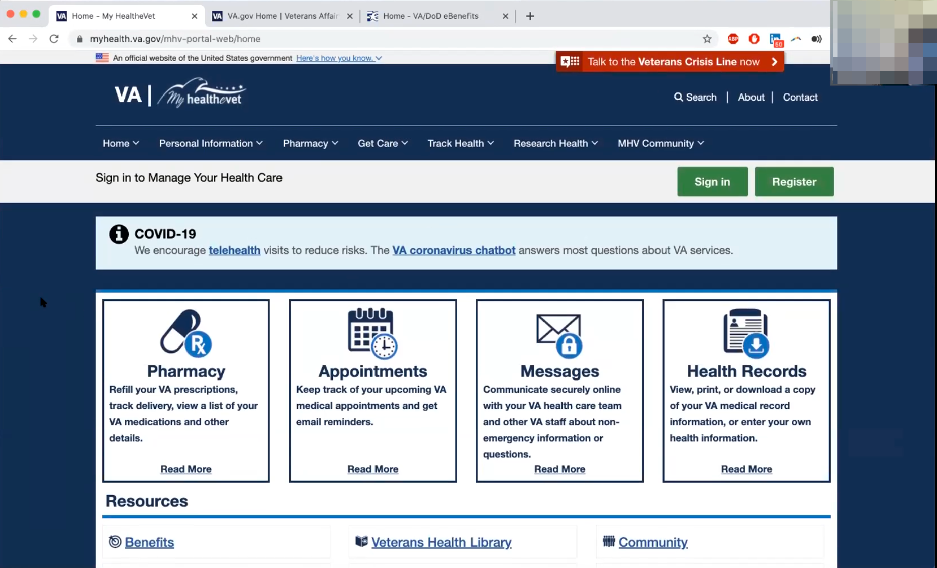 Home - My HealtheVet
VA.gov Home | Veterans Affair
Home - VA/DoD eBenefits
myhealth.va.gov/mhv-portal-web/home
ABP
An official website of the United States government Here's how you know.
Talk to the Veterans Crisis Line now
VA | My healthevet
Search | About | Contact
Home Personal Information Pharmacy Get Care Track Health Research Health MHV Community
Sign in to Manage Your Health Care
Sign in
Register
COVID-19
We encourage telehealth visits to reduce risks. The VA coronavirus chatbot answers most questions about VA services.
Rx
Pharmacy
Refill your VA prescriptions,
track delivery, view a list of your
VA medications and other
details.
Read More
Appointments
Keep track of your upcoming VA
medical appointments and get
email reminders.
Read More
Messages
Communicate securely online
with your VA health care team
and other VA staff about non-
emergency information or
questions.
Read More
Health Records
View, print, or download a copy
of your VA medical record
information, or enter your own
health information.
Read More
Resources
Benefits
Veterans Health Library
Community